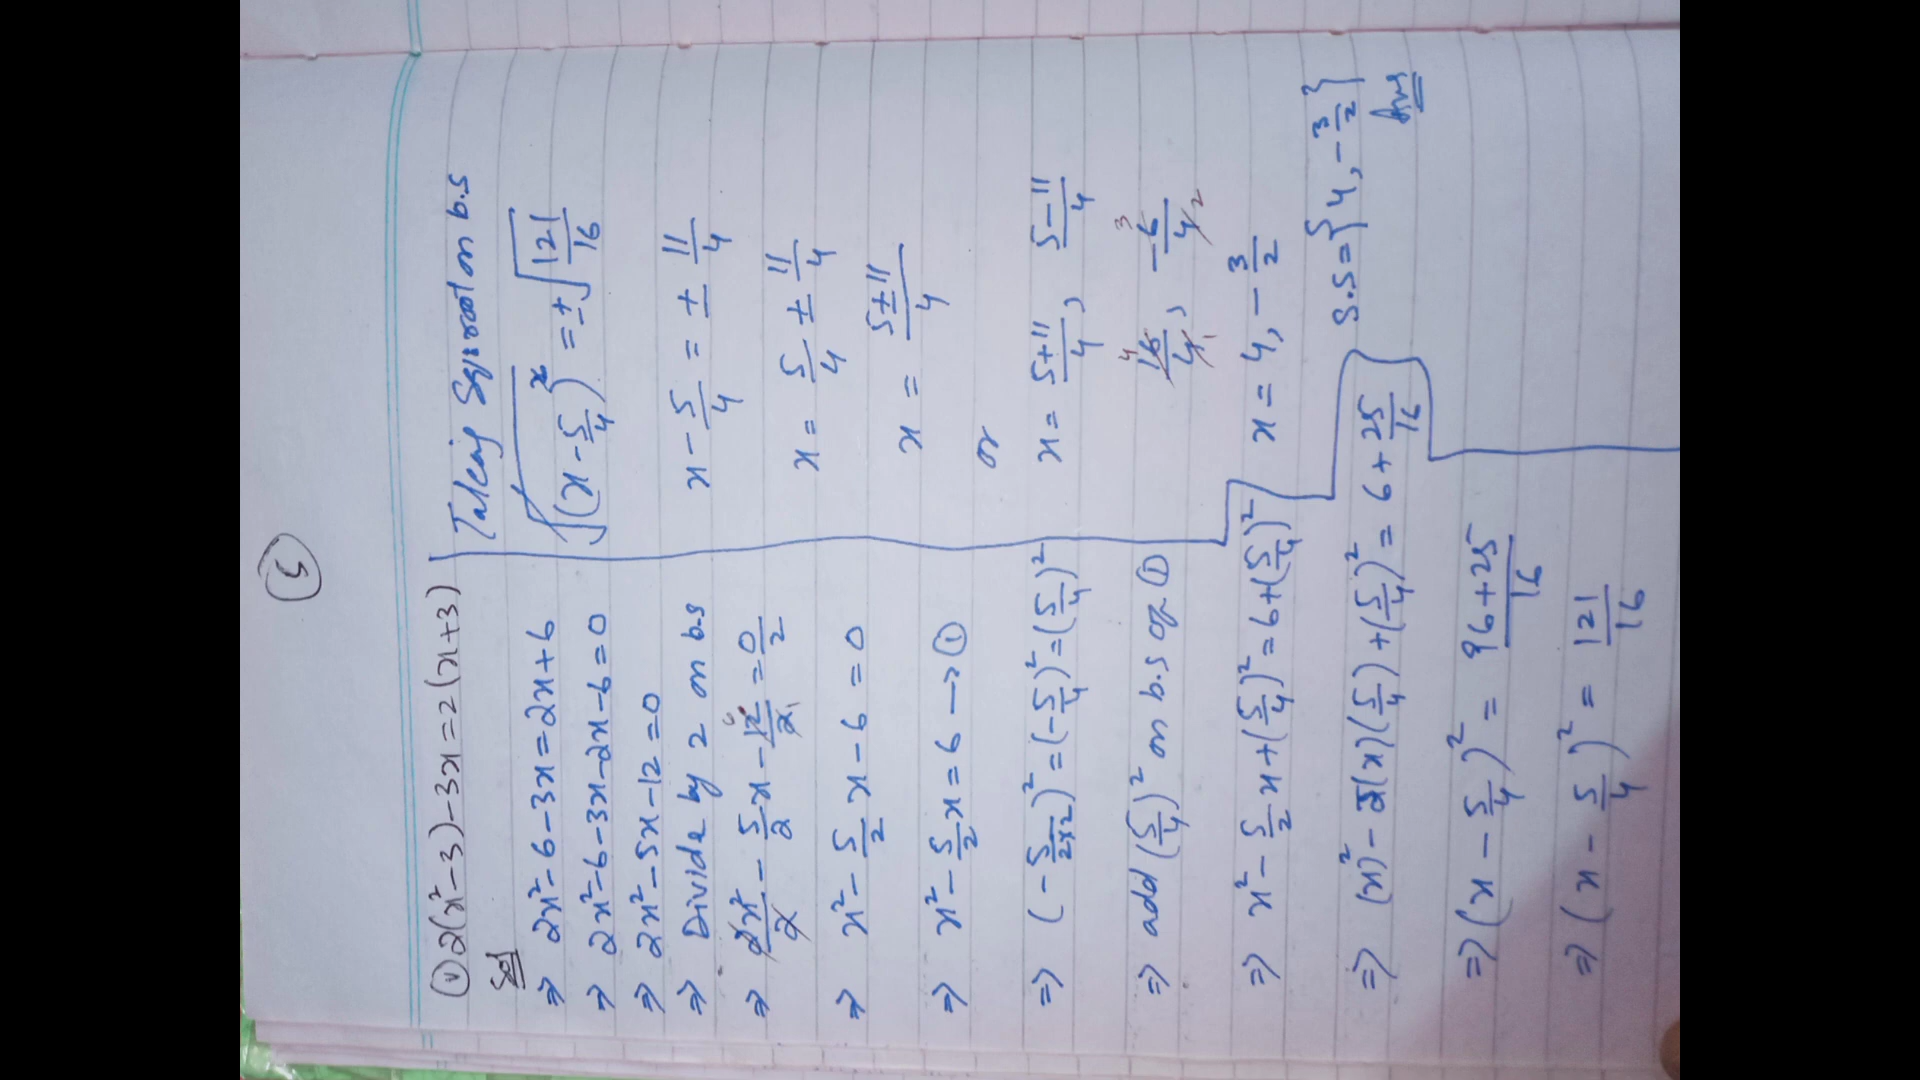 5
(v) 2(x²-3)-3x=2(x+3)
Sol
⇒ 2x²-6-3x=2x+6
⇒ 2x²-6-3x-2x-6=0
⇒ 2x²-5x-12=0
⇒ Divide by 2 on b.s
⇒ 2x²/2 - 5/2 x - 12/2 = 0/2
⇒ x² - 5/2 x - 6 = 0
⇒ x² - 5/2 x = 6 → ①
⇒ (-5/(2×2))² = (-5/4)² = (5/4)²
⇒ add (5/4)² on b.s of ①
⇒ x² - 5/2 x + (5/4)² = 6 + (5/4)²
⇒ (x)² - 2(x)(5/4) + (5/4)² = 6 + 25/16
⇒ (x - 5/4)² = (96+25)/16
⇒ (x - 5/4)² = 121/16
Taking Sq: root on b.s
√(x - 5/4)² = ±√(121/16)
x - 5/4 = ± 11/4
x = 5/4 ± 11/4
x = (5±11)/4
or
x = (5+11)/4, (5-11)/4
16/4, -6/4
x = 4, -3/2
S.S = {4, -3/2}
Ans